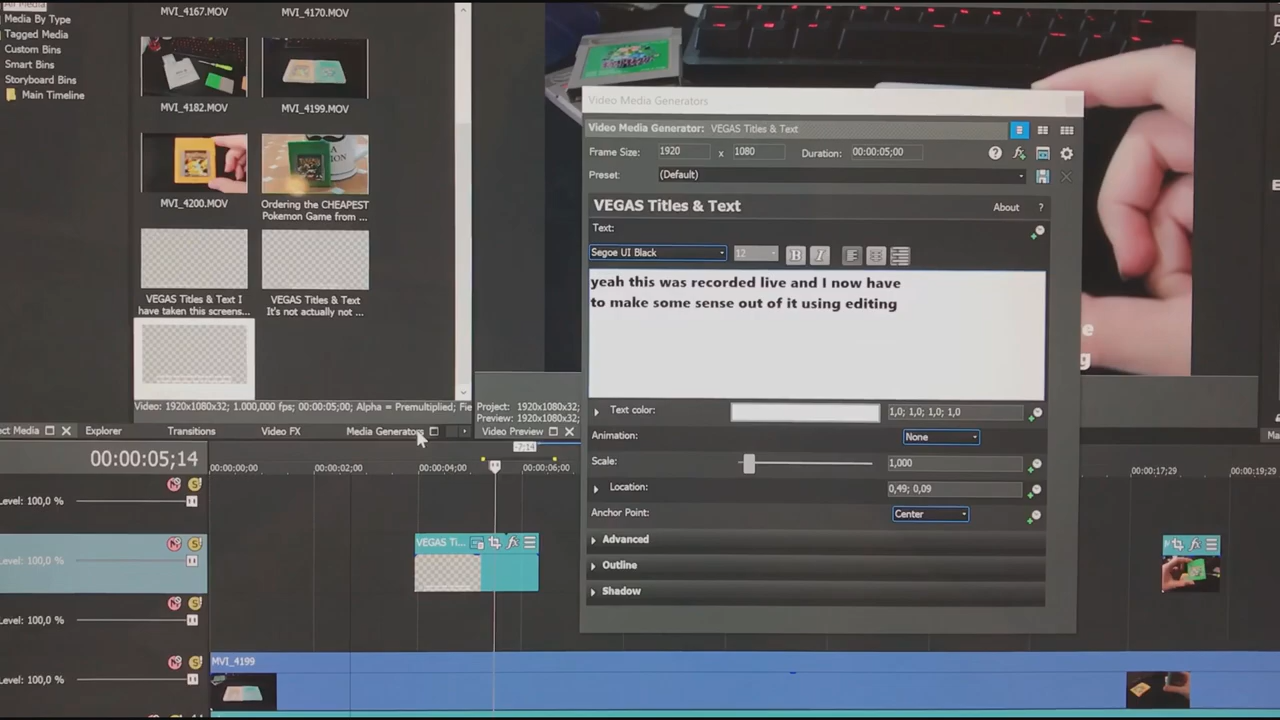 All Media
Media By Type
Tagged Media
Custom Bins
Smart Bins
Storyboard Bins
Main Timeline
MVI_4167.MOV
MVI_4170.MOV
MVI_4182.MOV
MVI_4199.MOV
MVI_4200.MOV
Ordering the CHEAPEST
Pokemon Game from ...
VEGAS Titles & Text I
have taken this screens...
VEGAS Titles & Text
It's not actually not ...
Video: 1920x1080x32; 1.000,000 fps; 00:00:05;00; Alpha = Premultiplied; Fie
ect Media
Explorer
Transitions
Video FX
Media Generators
Project: 1920x1080x32;
Preview: 1920x1080x32;
Video Preview
Video Media Generators
Video Media Generator: VEGAS Titles & Text
Frame Size: 1920 x 1080 Duration: 00:00:05;00
Preset: (Default)
VEGAS Titles & Text
About ?
Text:
Segoe UI Black
12
B I
yeah this was recorded live and I now have
to make some sense out of it using editing
Text color: 1,0; 1,0; 1,0; 1,0
Animation: None
Scale: 1,000
Location: 0,49; 0,09
Anchor Point: Center
Advanced
Outline
Shadow
e
g
Ma
-7:14
00:00:05;14
00:00:00;00
00:00:02;00
00:00:04;00
00:00:06;00
00:00:17;29
00:00:19;29
Level: 100,0 %
Level: 100,0 %
Level: 100,0 %
Level: 100,0 %
VEGAS Ti...
MVI_4199